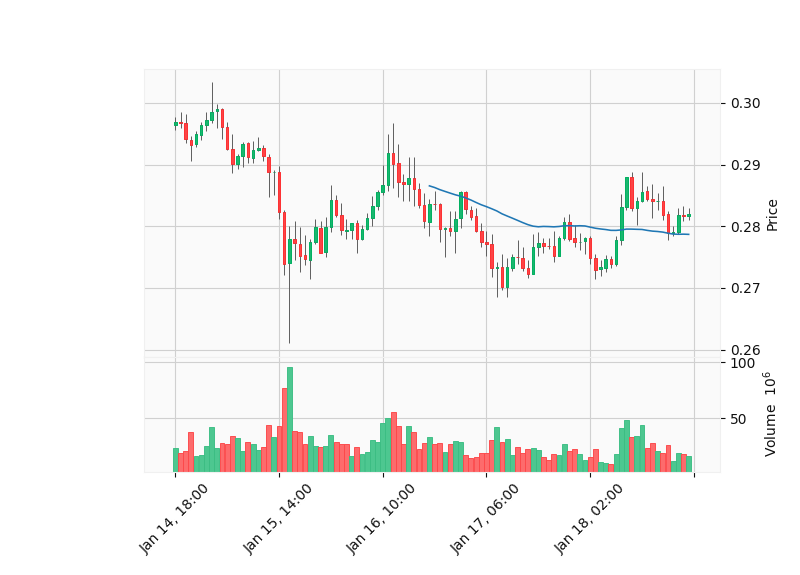 0.30
0.29
0.28
0.27
0.26
Price
100
50
Volume 10^6
Jan 14, 18:00
Jan 15, 14:00
Jan 16, 10:00
Jan 17, 06:00
Jan 18, 02:00